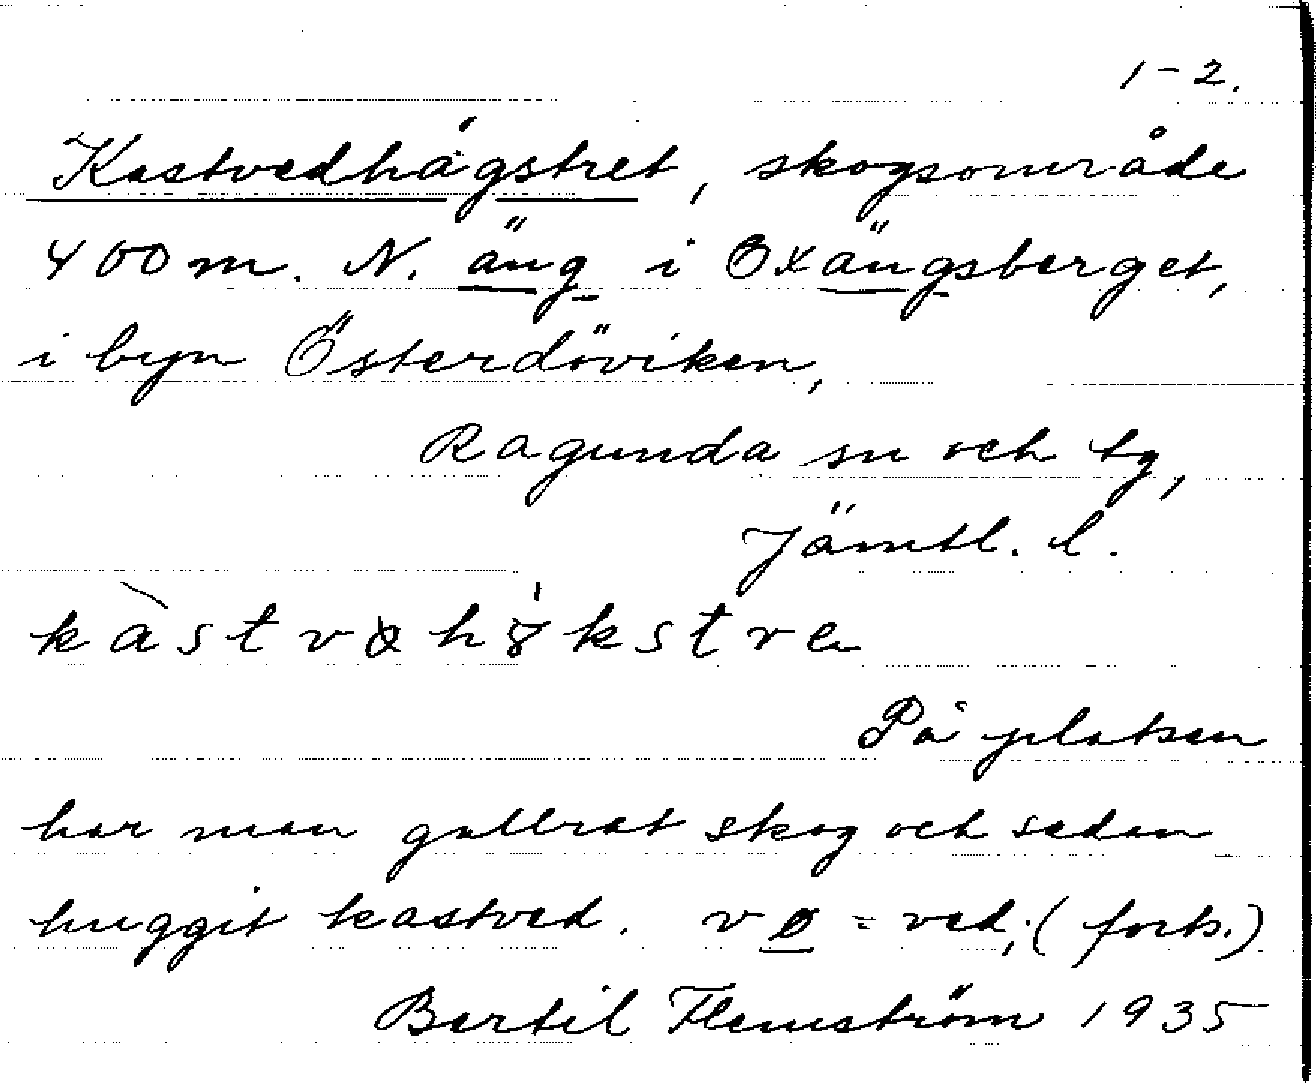 1-2.
Kastvedhägstret, skogsområde
400 m. N. äng i Oxängsberget,
i byn Österdöviken,
Ragunda sn och tg,
Jämtl. l.
På platsen
har man gallrat skog och sedan
huggit kastved. vø = ved; (forts.)
Bertil Flemström 1935